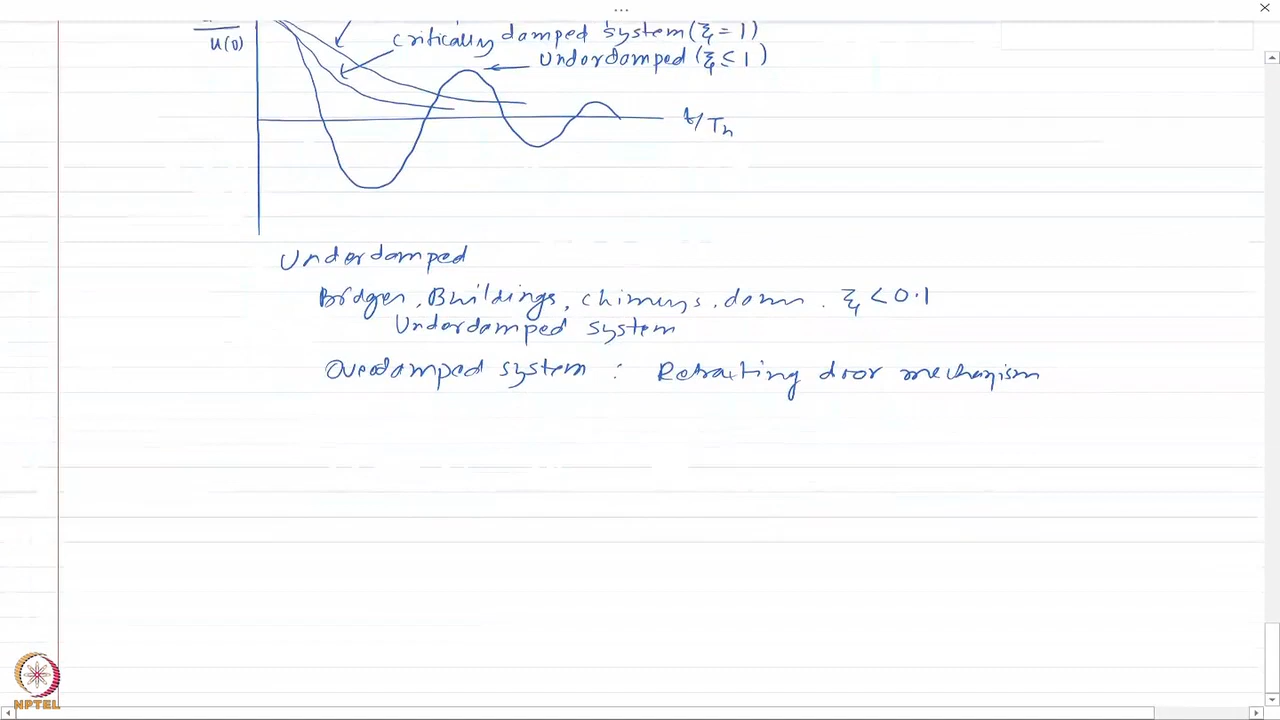 u(0)
critically damped system (ξ = 1)
Underdamped (ξ < 1)
t/Tn
Underdamped
Bridges, Buildings, chimneys, dams. ξ < 0.1
Underdamped system
Overdamped system : Retracting door mechanism
NPTEL